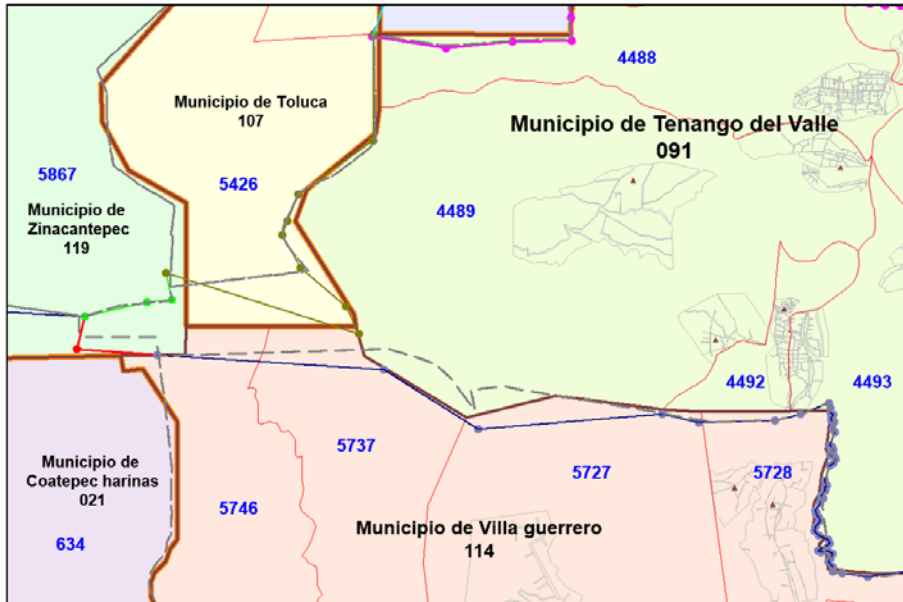 4488
Municipio de Toluca
107
Municipio de Tenango del Valle
091
5867
5426
4489
Municipio de
Zinacantepec
119
4492
4493
5737
Municipio de
Coatepec harinas
021
5727
5728
5746
Municipio de Villa guerrero
114
634